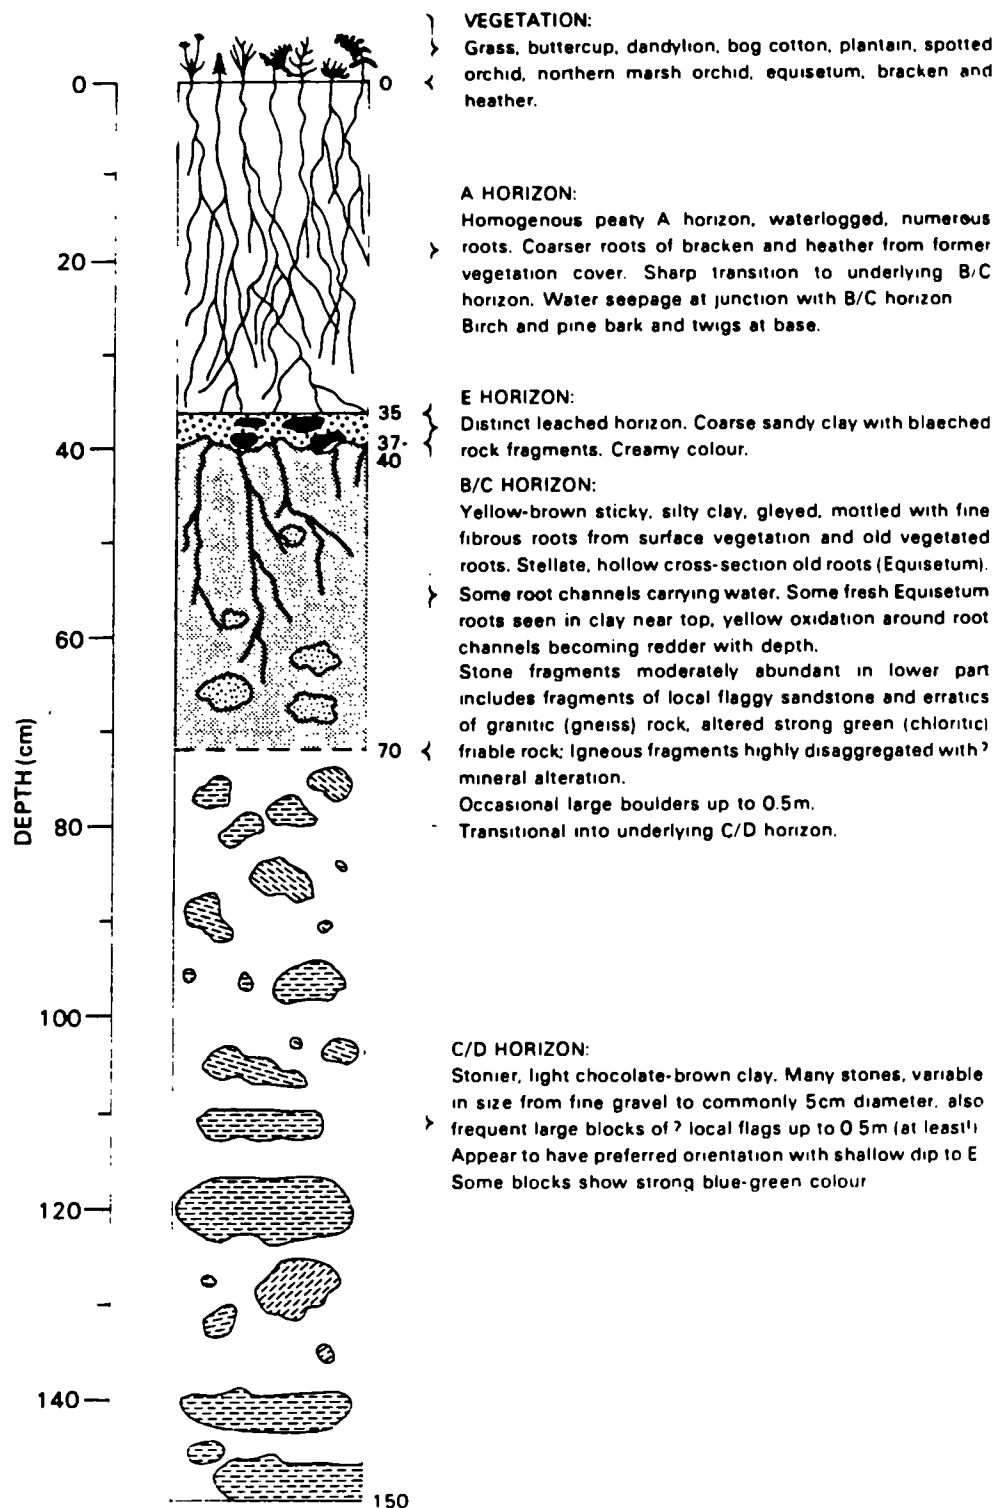 VEGETATION:
Grass, buttercup, dandylion, bog cotton, plantain, spotted
orchid, northern marsh orchid, equisetum, bracken and
heather.
0
0
A HORIZON:
Homogenous peaty A horizon, waterlogged, numerous
roots. Coarser roots of bracken and heather from former
vegetation cover. Sharp transition to underlying B/C
horizon. Water seepage at junction with B/C horizon
Birch and pine bark and twigs at base.
20
E HORIZON:
Distinct leached horizon. Coarse sandy clay with blaeched
rock fragments. Creamy colour.
35
37-
40
40
B/C HORIZON:
Yellow-brown sticky, silty clay, gleyed, mottled with fine
fibrous roots from surface vegetation and old vegetated
roots. Stellate, hollow cross-section old roots (Equisetum).
Some root channels carrying water. Some fresh Equisetum
roots seen in clay near top, yellow oxidation around root
channels becoming redder with depth.
Stone fragments moderately abundant in lower part
includes fragments of local flaggy sandstone and erratics
of granitic (gneiss) rock, altered strong green (chloritic)
friable rock; Igneous fragments highly disaggregated with ?
mineral alteration.
Occasional large boulders up to 0.5m.
Transitional into underlying C/D horizon.
60
70
DEPTH (cm)
80
100
C/D HORIZON:
Stonier, light chocolate-brown clay. Many stones, variable
in size from fine gravel to commonly 5cm diameter, also
frequent large blocks of ? local flags up to 0 5m (at least!)
Appear to have preferred orientation with shallow dip to E
Some blocks show strong blue-green colour
120
140
150